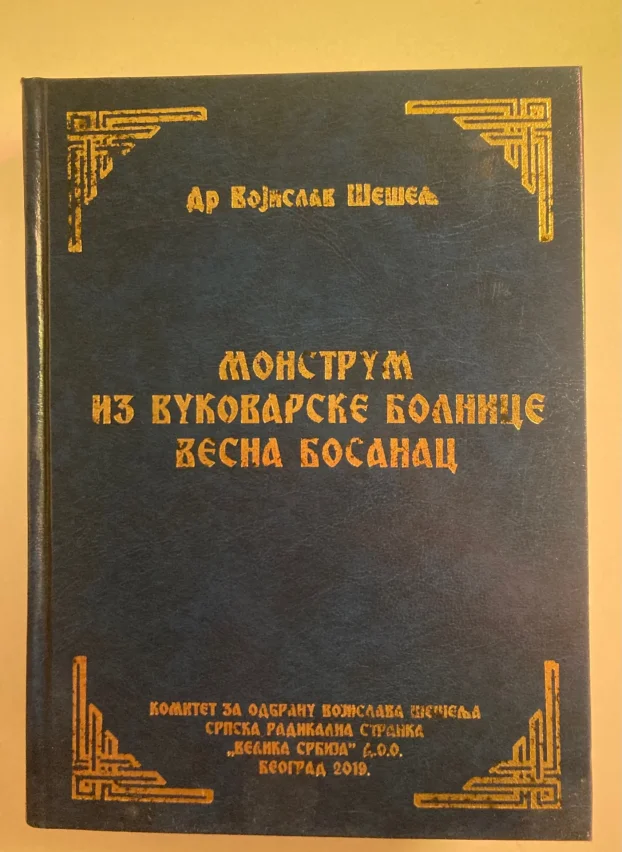 Др Војислав Шешељ
МОНСТРУМ
ИЗ ВУКОВАРСКЕ БОЛНИЦЕ
ВЕСНА БОСАНАЦ
КОМИТЕТ ЗА ОДБРАНУ ВОЈИСЛАВА ШЕШЕЉА
СРПСКА РАДИКАЛНА СТРАНКА
„ВЕЛИКА СРБИЈА" Д.О.О.
БЕОГРАД 2019.